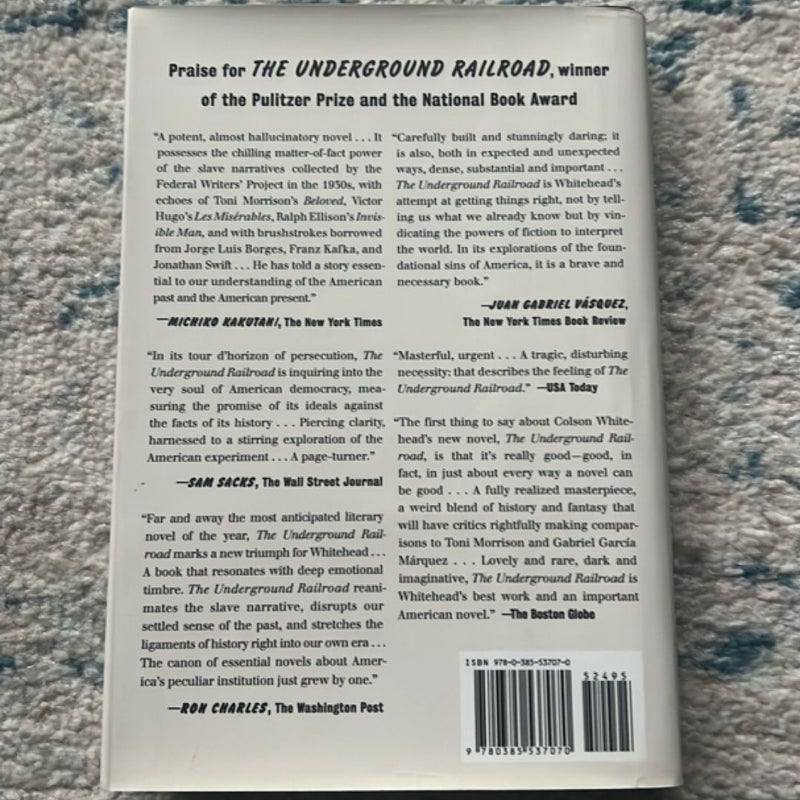 Praise for THE UNDERGROUND RAILROAD, winner
of the Pulitzer Prize and the National Book Award
“A potent, almost hallucinatory novel . . . It
possesses the chilling matter-of-fact power
of the slave narratives collected by the
Federal Writers’ Project in the 1930s, with
echoes of Toni Morrison’s Beloved, Victor
Hugo’s Les Misérables, Ralph Ellison’s Invis-
ible Man, and with brushstrokes borrowed
from Jorge Luis Borges, Franz Kafka, and
Jonathan Swift . . . He has told a story essen-
tial to our understanding of the American
past and the American present.”
—MICHIKO KAKUTANI, The New York Times
“In its tour d’horizon of persecution, The
Underground Railroad is inquiring into the
very soul of American democracy, mea-
suring the promise of its ideals against
the facts of its history . . . Piercing clarity,
harnessed to a stirring exploration of the
American experiment . . . A page-turner.”
—SAM SACKS, The Wall Street Journal
“Far and away the most anticipated literary
novel of the year, The Underground Rail-
road marks a new triumph for Whitehead . . .
A book that resonates with deep emotional
timbre. The Underground Railroad reani-
mates the slave narrative, disrupts our
settled sense of the past, and stretches the
ligaments of history right into our own era . . .
The canon of essential novels about Amer-
ica’s peculiar institution just grew by one.”
—RON CHARLES, The Washington Post
“Carefully built and stunningly daring; it
is also, both in expected and unexpected
ways, dense, substantial and important . . .
The Underground Railroad is Whitehead’s
attempt at getting things right, not by tell-
ing us what we already know but by vin-
dicating the powers of fiction to interpret
the world. In its explorations of the foun-
dational sins of America, it is a brave and
necessary book.”
—JUAN GABRIEL VÁSQUEZ,
The New York Times Book Review
“Masterful, urgent . . . A tragic, disturbing
necessity: that describes the feeling of The
Underground Railroad.” —USA Today
“The first thing to say about Colson White-
head’s new novel, The Underground Rail-
road, is that it’s really good—good, in
fact, in just about every way a novel can
be good . . . A fully realized masterpiece,
a weird blend of history and fantasy that
will have critics rightfully making compar-
isons to Toni Morrison and Gabriel García
Márquez . . . Lovely and rare, dark and
imaginative, The Underground Railroad is
Whitehead’s best work and an important
American novel.” —The Boston Globe
ISBN 978-0-385-53707-0
52495
9 780385 537070